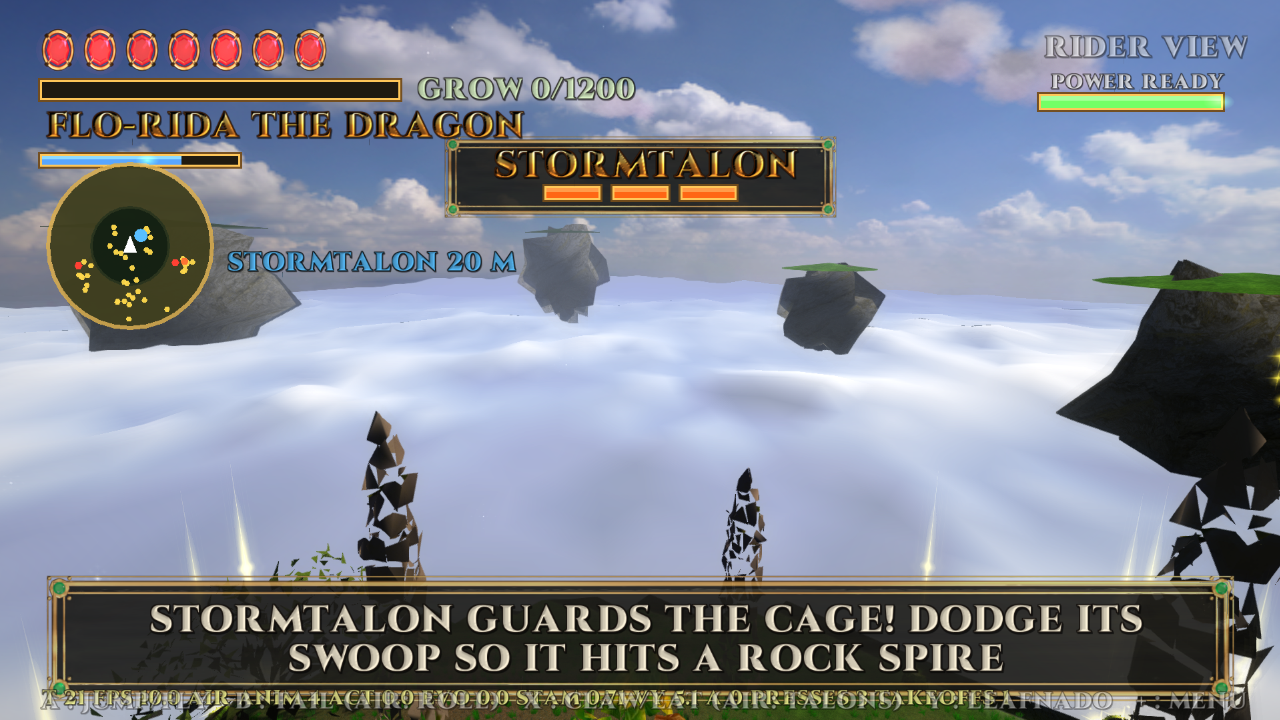 RIDER VIEW
GROW 0/1200
POWER READY
FLO-RIDA THE DRAGON
STORMTALON
STORMTALON 20 M
STORMTALON GUARDS THE CAGE! DODGE ITS
SWOOP SO IT HITS A ROCK SPIRE
MENU